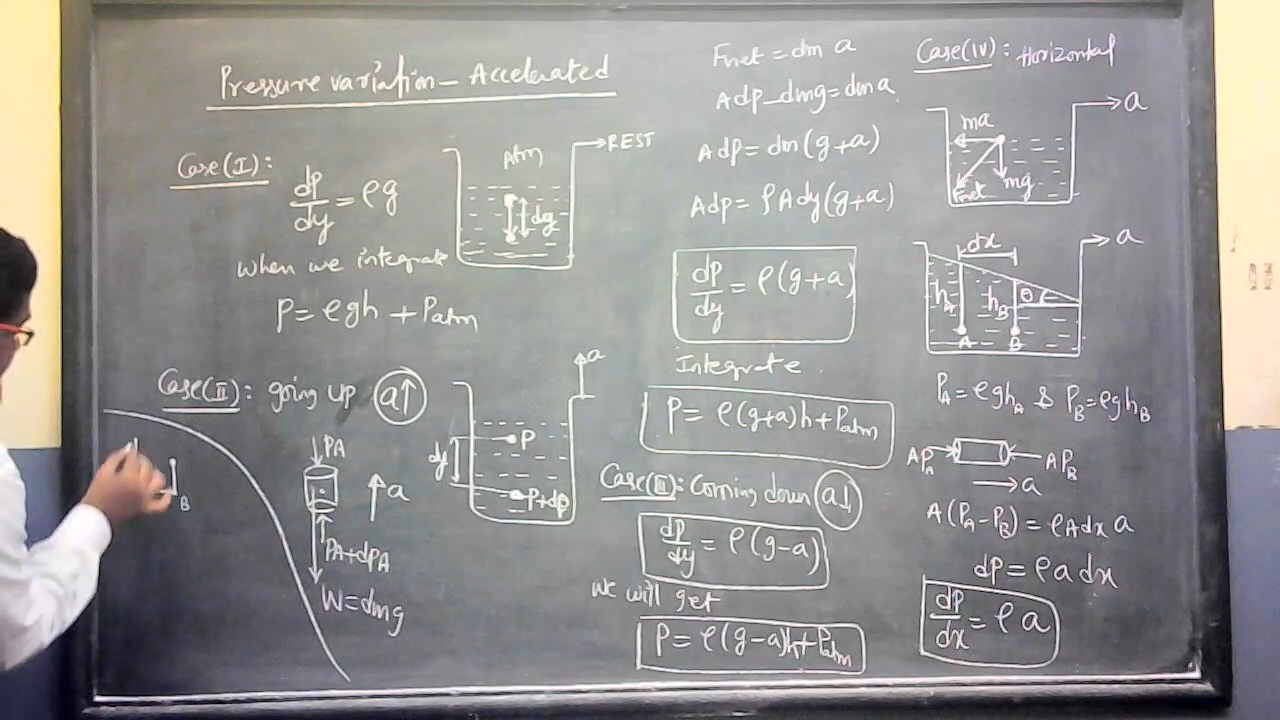 Pressure variation - Accelerated
Case(I):
dp/dy = ρg
Atm
REST
dy
when we integrate
P = ρgh + Patm
Case(II): going up a↑
PA
a
PA+dPA
W=dmg
a
dy
P
P+dp
B
Fnet = dm a
Adp-dmg=dma
Adp = dm(g+a)
Adp = ρAdy(g+a)
dp/dy = ρ(g+a)
Integrate
P = ρ(g+a)h+Patm
Case(III): Coming down a↓
dp/dy = ρ(g-a)
we will get
P = ρ(g-a)h+Patm
Case(IV): Horizontal
a
ma
Fnet
mg
dx
a
hA
hB
θ
A
B
PA = ρghA & PB=ρghB
APA
APB
a
A(PA-PB)= ρAdx a
dp = ρa dx
dp/dx = ρ a